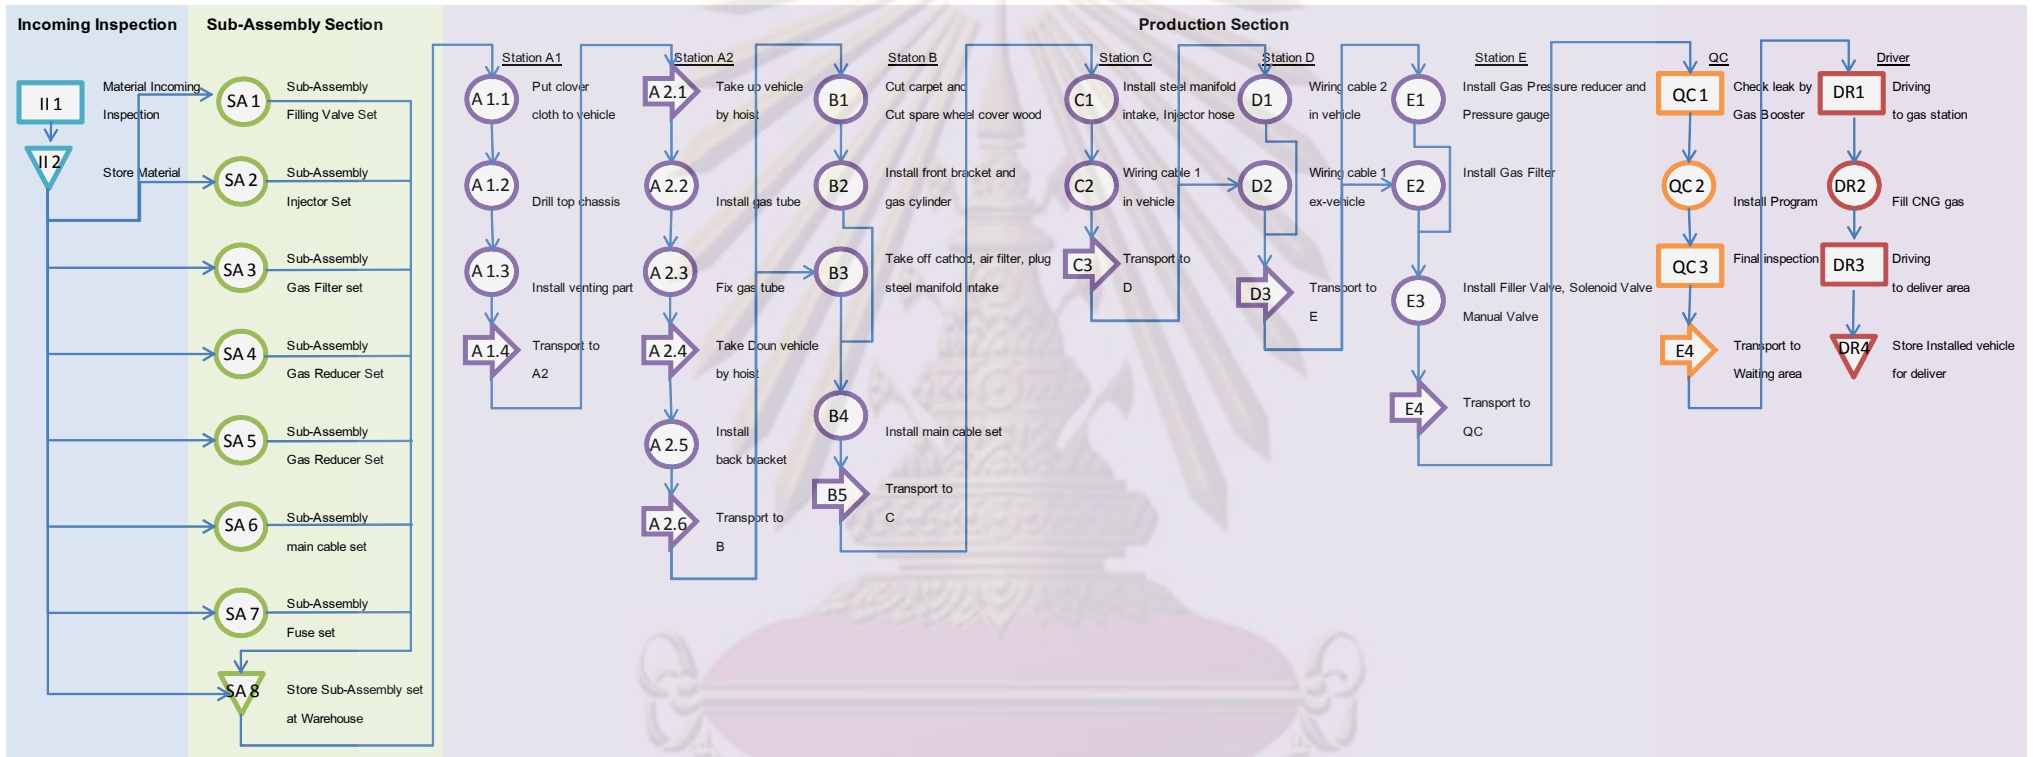 Incoming Inspection
Sub-Assembly Section
Production Section
II 1
Material Incoming
Inspection
II 2
Store Material
SA 1
Sub-Assembly
Filling Valve Set
SA 2
Sub-Assembly
Injector Set
SA 3
Sub-Assembly
Gas Filter set
SA 4
Sub-Assembly
Gas Reducer Set
SA 5
Sub-Assembly
Gas Reducer Set
SA 6
Sub-Assembly
main cable set
SA 7
Sub-Assembly
Fuse set
SA 8
Store Sub-Assembly set
at Warehouse
Station A1
A 1.1
Put clover
cloth to vehicle
A 1.2
Drill top chassis
A 1.3
Install venting part
A 1.4
Transport to
A2
Station A2
A 2.1
Take up vehicle
by hoist
A 2.2
Install gas tube
A 2.3
Fix gas tube
A 2.4
Take Doun vehicle
by hoist
A 2.5
Install
back bracket
A 2.6
Transport to
B
Staton B
B1
Cut carpet and
Cut spare wheel cover wood
B2
Install front bracket and
gas cylinder
B3
Take off cathod, air filter, plug
steel manifold intake
B4
Install main cable set
B5
Transport to
C
Station C
C1
Install steel manifold
intake, Injector hose
C2
Wiring cable 1
in vehicle
C3
Transport to
D
Station D
D1
Wiring cable 2
in vehicle
D2
Wiring cable 1
ex-vehicle
D3
Transport to
E
Station E
E1
Install Gas Pressure reducer and
Pressure gauge
E2
Install Gas Filter
E3
Install Filler Valve, Solenoid Valve
Manual Valve
E4
Transport to
QC
QC
QC 1
Check leak by
Gas Booster
QC 2
Install Program
QC 3
Final inspection
E4
Transport to
Waiting area
Driver
DR1
Driving
to gas station
DR2
Fill CNG gas
DR3
Driving
to deliver area
DR4
Store Installed vehicle
for deliver